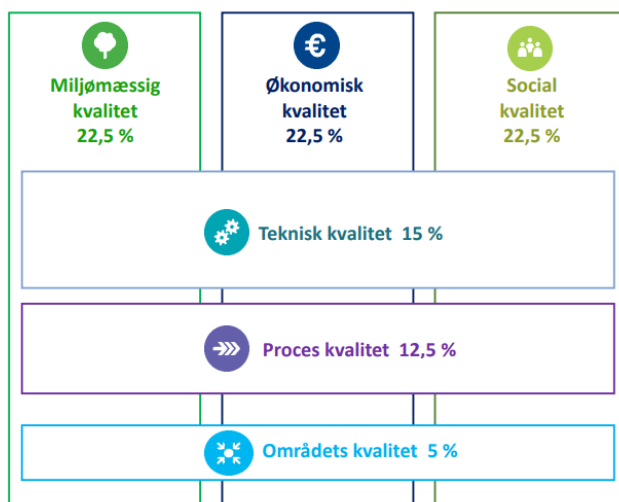 Miljømæssig
kvalitet
22,5 %
Økonomisk
kvalitet
22,5 %
Social
kvalitet
22,5 %
Teknisk kvalitet 15 %
Proces kvalitet 12,5 %
Områdets kvalitet 5 %